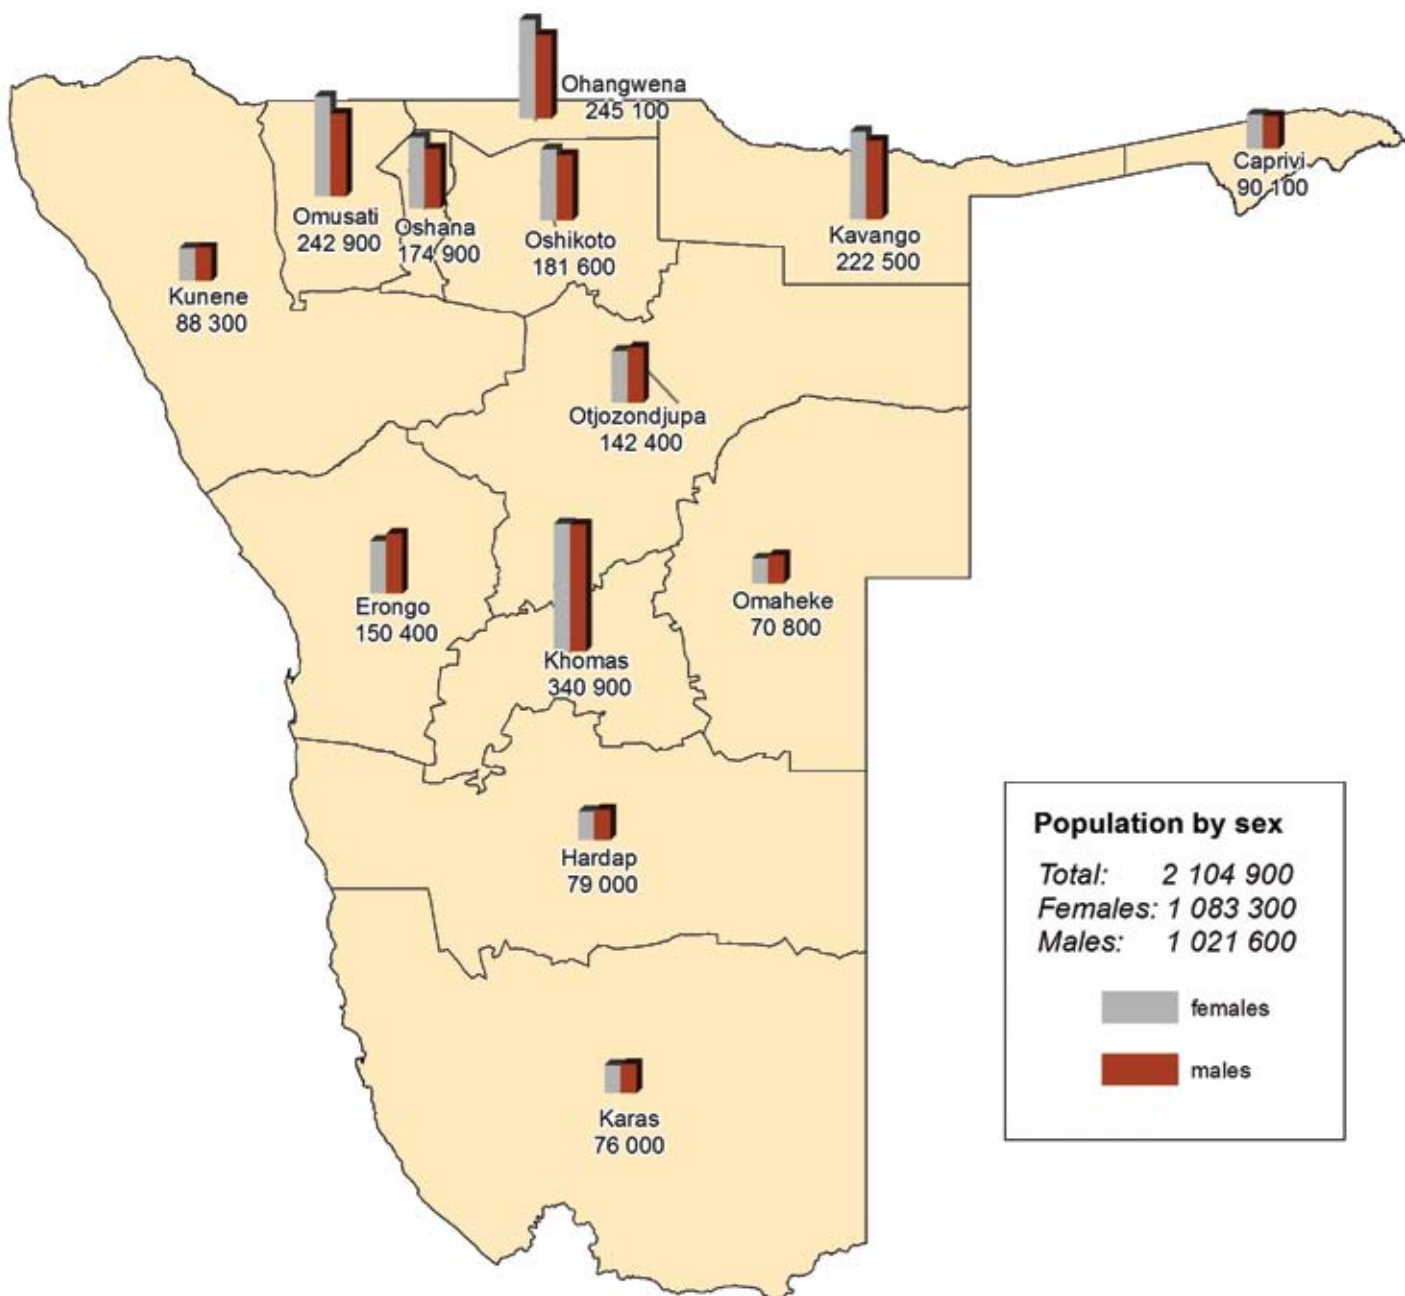 Ohangwena
245 100
Caprivi
90 100
Omusati
242 900
Oshana
174 900
Oshikoto
181 600
Kavango
222 500
Kunene
88 300
Otjozondjupa
142 400
Erongo
150 400
Khomas
340 900
Omaheke
70 800
Hardap
79 000
Karas
76 000
Population by sex
Total: 2 104 900
Females: 1 083 300
Males: 1 021 600
females
males